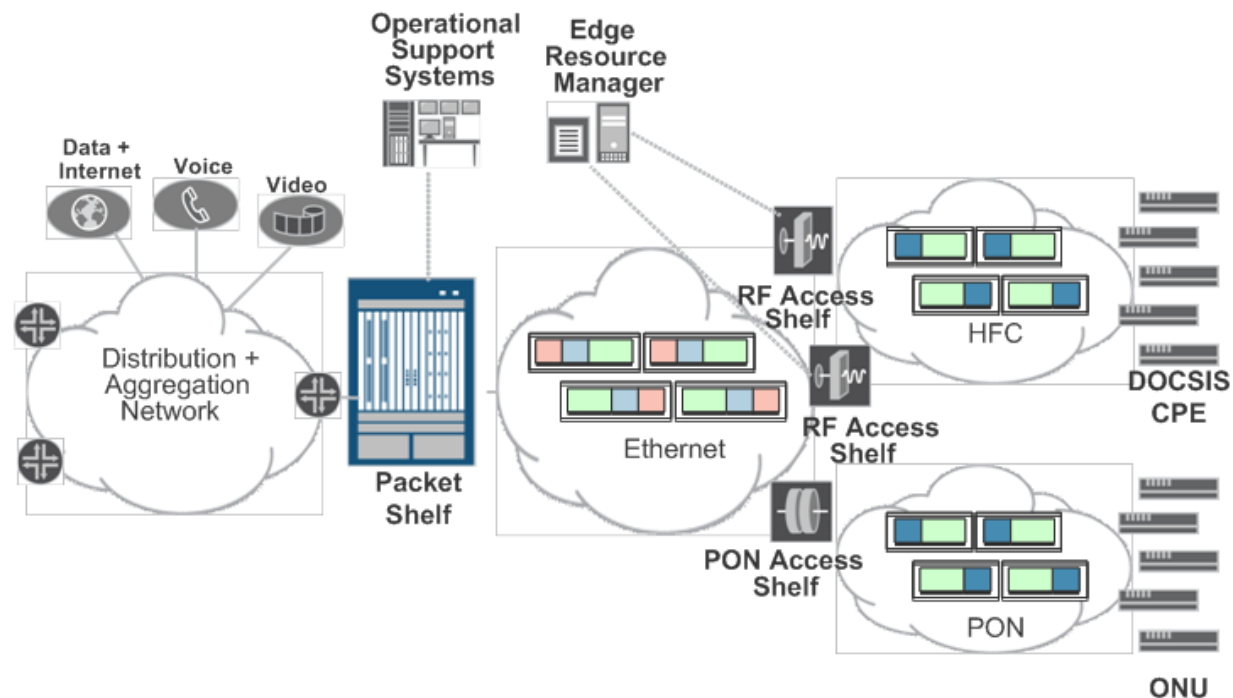 Operational
Support
Systems
Edge
Resource
Manager
Data +
Internet
Voice
Video
Distribution +
Aggregation
Network
Packet
Shelf
Ethernet
RF Access
Shelf
RF Access
Shelf
PON Access
Shelf
HFC
DOCSIS
CPE
PON
ONU